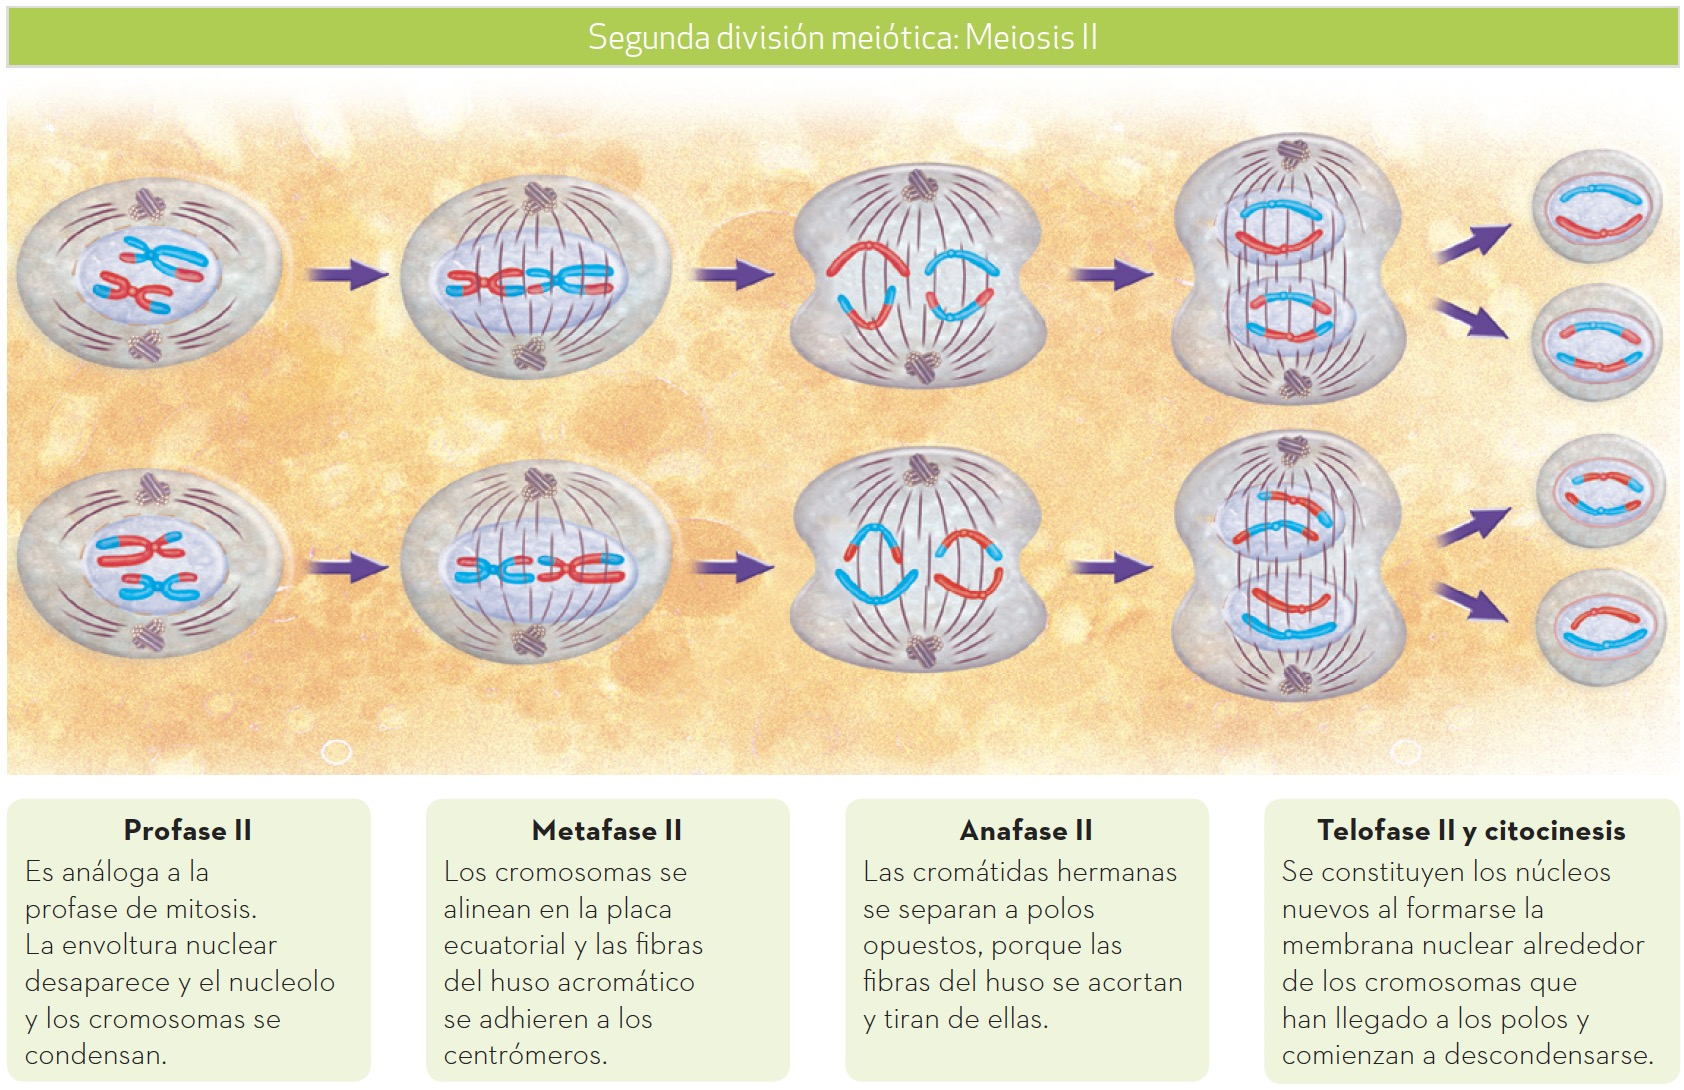 Segunda división meiótica: Meiosis II
Profase II
Es análoga a la
profase de mitosis.
La envoltura nuclear
desaparece y el nucleolo
y los cromosomas se
condensan.
Metafase II
Los cromosomas se
alinean en la placa
ecuatorial y las fibras
del huso acromático
se adhieren a los
centrómeros.
Anafase II
Las cromátidas hermanas
se separan a polos
opuestos, porque las
fibras del huso se acortan
y tiran de ellas.
Telofase II y citocinesis
Se constituyen los núcleos
nuevos al formarse la
membrana nuclear alrededor
de los cromosomas que
han llegado a los polos y
comienzan a descondensarse.